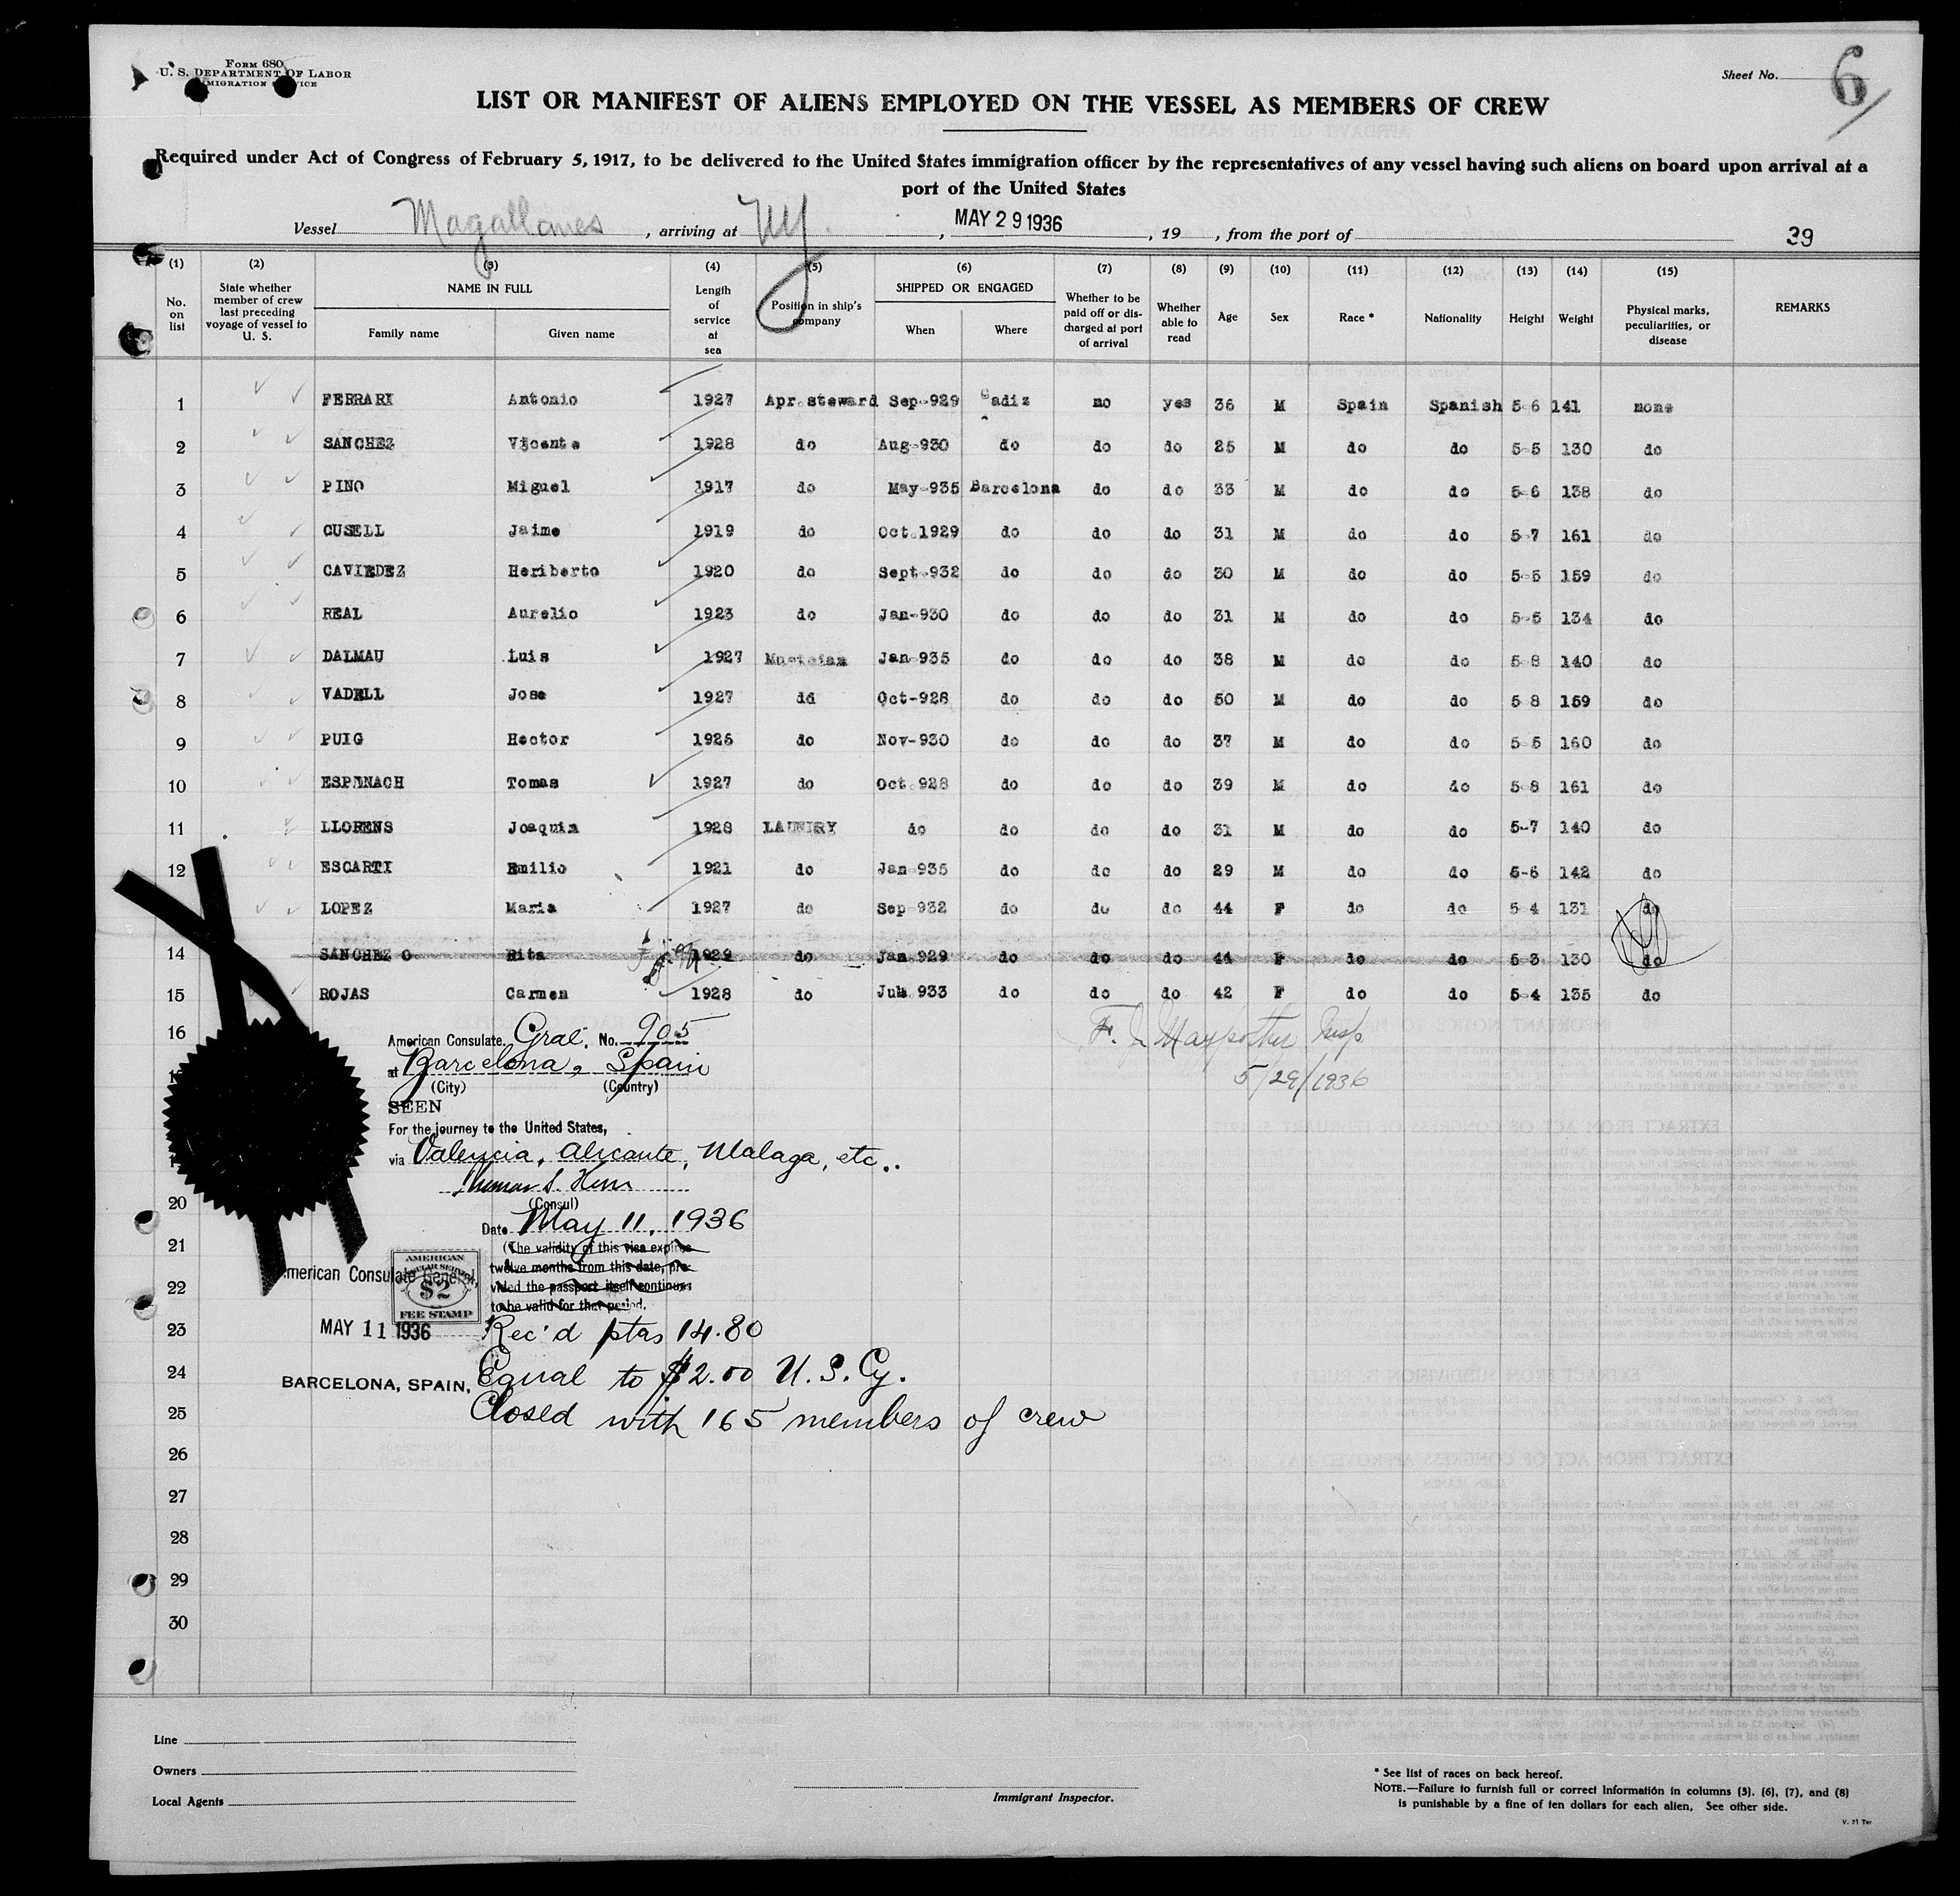 Form 680
U. S. DEPARTMENT OF LABOR
Sheet No. 6
LIST OR MANIFEST OF ALIENS EMPLOYED ON THE VESSEL AS MEMBERS OF CREW
Required under Act of Congress of February 5, 1917, to be delivered to the United States immigration officer by the representatives of any vessel having such aliens on board upon arrival at a
port of the United States
Vessel Magallanes, arriving at NY, MAY 29 1936, 19 , from the port of 39
(1) (2) (3) (4) (5) (6) (7) (8) (9) (10) (11) (12) (13) (14) (15)
No. on list
State whether member of crew last preceding voyage of vessel to U. S.
NAME IN FULL
Family name Given name
Length of service at sea
Position in ship's company
SHIPPED OR ENGAGED
When Where
Whether to be paid off or discharged at port of arrival
Whether able to read
Age Sex Race * Nationality Height Weight
Physical marks, peculiarities, or disease
REMARKS
1 FERRARI Antonio 1927 Apr.steward Sep-929 Cadiz no yes 36 M Spain Spanish 5-6 141 none
2 SANCHEZ Vicente 1928 do Aug-930 do do do 25 M do do 5-5 130 do
3 PINO Miguel 1917 do May-935 Barcelona do do 33 M do do 5-6 138 do
4 CUSELL Jaime 1919 do Oct.1929 do do do 31 M do do 5-7 161 do
5 CAVIEDEZ Heriberto 1920 do Sept-932 do do do 30 M do do 5-5 159 do
6 REAL Aurelio 1923 do Jan-930 do do do 31 M do do 5-5 134 do
7 DALMAU Luis 1927 Musician Jan-935 do do do 38 M do do 5-8 140 do
8 VADELL Jose 1927 do Oct-928 do do do 50 M do do 5 8 159 do
9 PUIG Hector 1926 do Nov-930 do do do 37 M do do 5-5 160 do
10 ESPINACH Tomas 1927 do Oct.928 do do do 39 M do do 5-8 161 do
11 LLORENS Joaquin 1928 LAUNDRY do do do do 31 M do do 5-7 140 do
12 ESCARTI Emilio 1921 do Jan-935 do do do 29 M do do 5-6 142 do
LOPEZ Maria 1927 do Sep-932 do do do 44 F do do 5 4 131 do
14 SANCHEZ O Rita 1929 do Jan.929 do do do 44 F do do 5-3 130 do
15 ROJAS Carmen 1928 do Jul.933 do do do 42 F do do 5-4 135 do
16
American Consulate Gral. No. 905
at Barcelona, Spain
(City) (Country)
SEEN
For the journey to the United States,
via Valencia, Alicante, Malaga, etc..
(Consul)
Date May 11, 1936
(The validity of this visa expires
twelve months from this date, pro-
vided the passport itself continues
to be valid for that period.
Insp
5/29/1936
20
21
22
23
24
25
26
27
28
29
30
American Consulate General,
AMERICAN
CONSULAR SERVICE
$2
FEE STAMP
MAY 11 1936
BARCELONA, SPAIN,
Rec'd ptas 14.80
Equal to $2.00 U.S.Cy.
Closed with 165 members of crew
Line
Owners
Local Agents
Immigrant Inspector.
* See list of races on back hereof.
NOTE.—Failure to furnish full or correct information in columns (3), (6), (7), and (8)
is punishable by a fine of ten dollars for each alien. See other side.